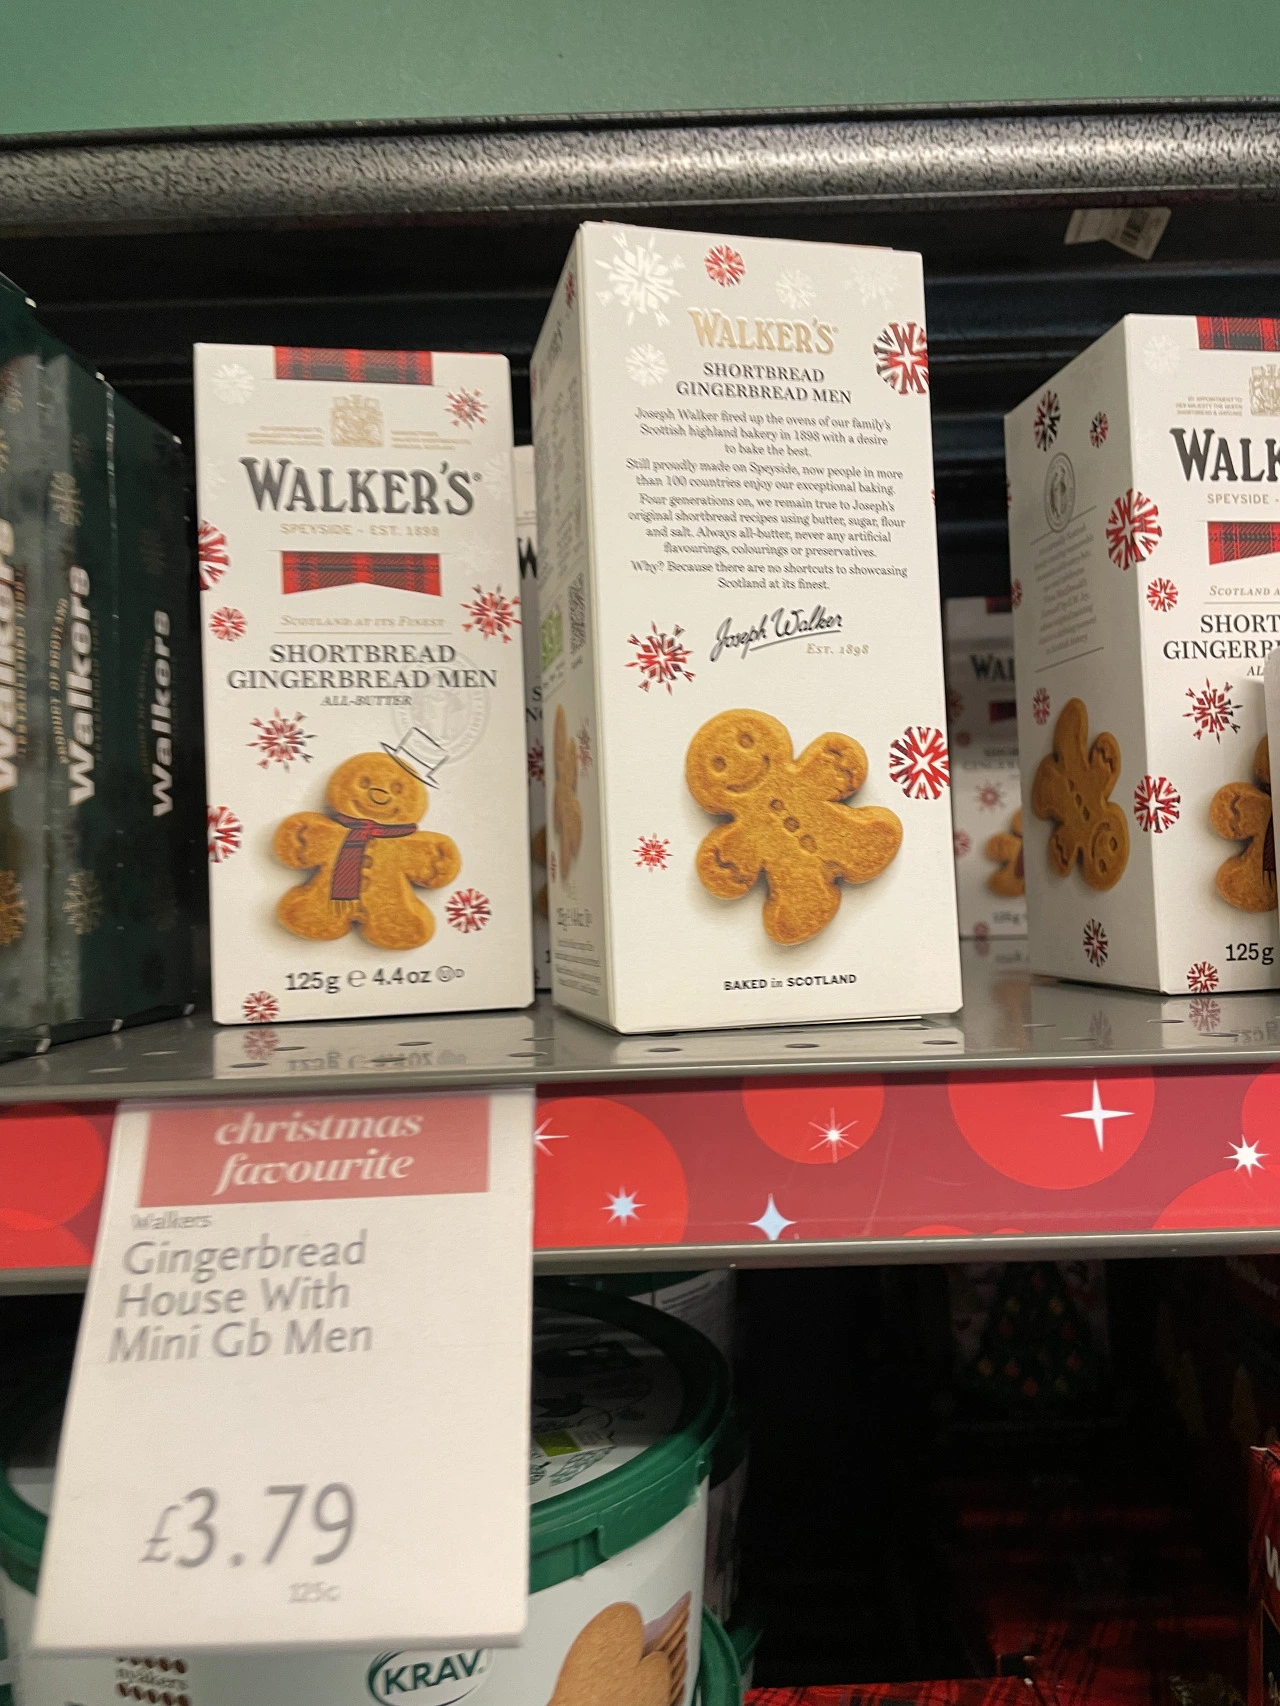 WALKER'S
SPEYSIDE - EST. 1898
SCOTLAND AT ITS FINEST
SHORTBREAD
GINGERBREAD MEN
ALL-BUTTER
125g e 4.4oz
WALKER'S
SHORTBREAD
GINGERBREAD MEN
Joseph Walker fired up the ovens of our family's
Scottish highland bakery in 1898 with a desire
to bake the best.
Still proudly made on Speyside, now people in more
than 100 countries enjoy our exceptional baking.
Four generations on, we remain true to Joseph's
original shortbread recipes using butter, sugar, flour
and salt. Always all-butter, never any artificial
flavourings, colourings or preservatives.
Why? Because there are no shortcuts to showcasing
Scotland at its finest.
Joseph Walker
EST. 1898
BAKED in SCOTLAND
WALK
SPEYSIDE -
SCOTLAND A
SHORT
GINGERB
AL
125g
Walkers
Walkers
Walkers
christmas
favourite
Walkers
Gingerbread
House With
Mini Gb Men
£3.79
125G
KRAV